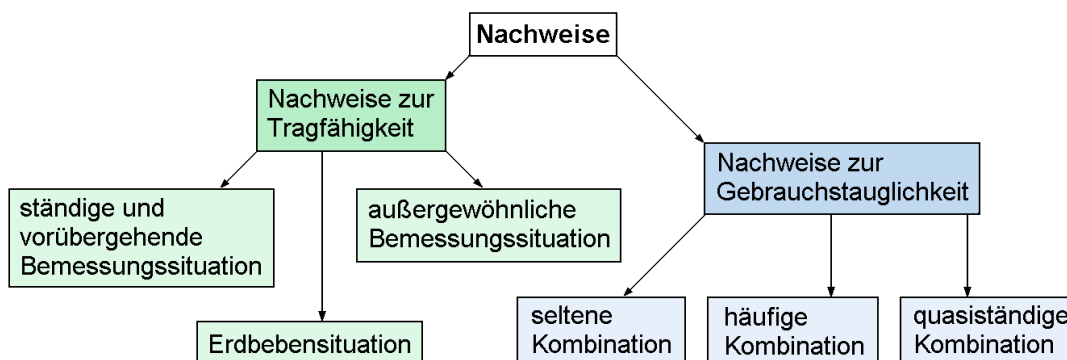 Nachweise
Nachweise zur
Tragfähigkeit
ständige und
vorübergehende
Bemessungssituation
Erdbebensituation
außergewöhnliche
Bemessungssituation
Nachweise zur
Gebrauchstauglichkeit
seltene
Kombination
häufige
Kombination
quasiständige
Kombination